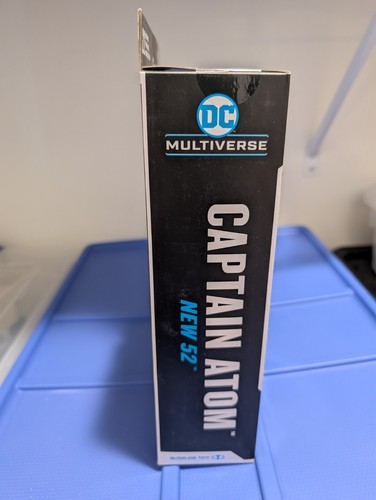 DC
MULTIVERSE
CAPTAIN ATOM
NEW 52